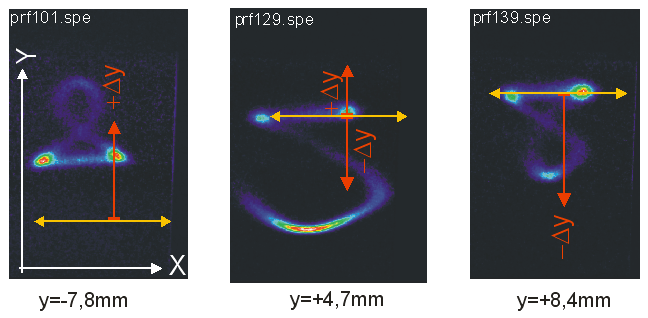 prf101.spe
Y
+Δy
X
y=-7,8mm
prf129.spe
+Δy
-Δy
y=+4,7mm
prf139.spe
-Δy
y=+8,4mm